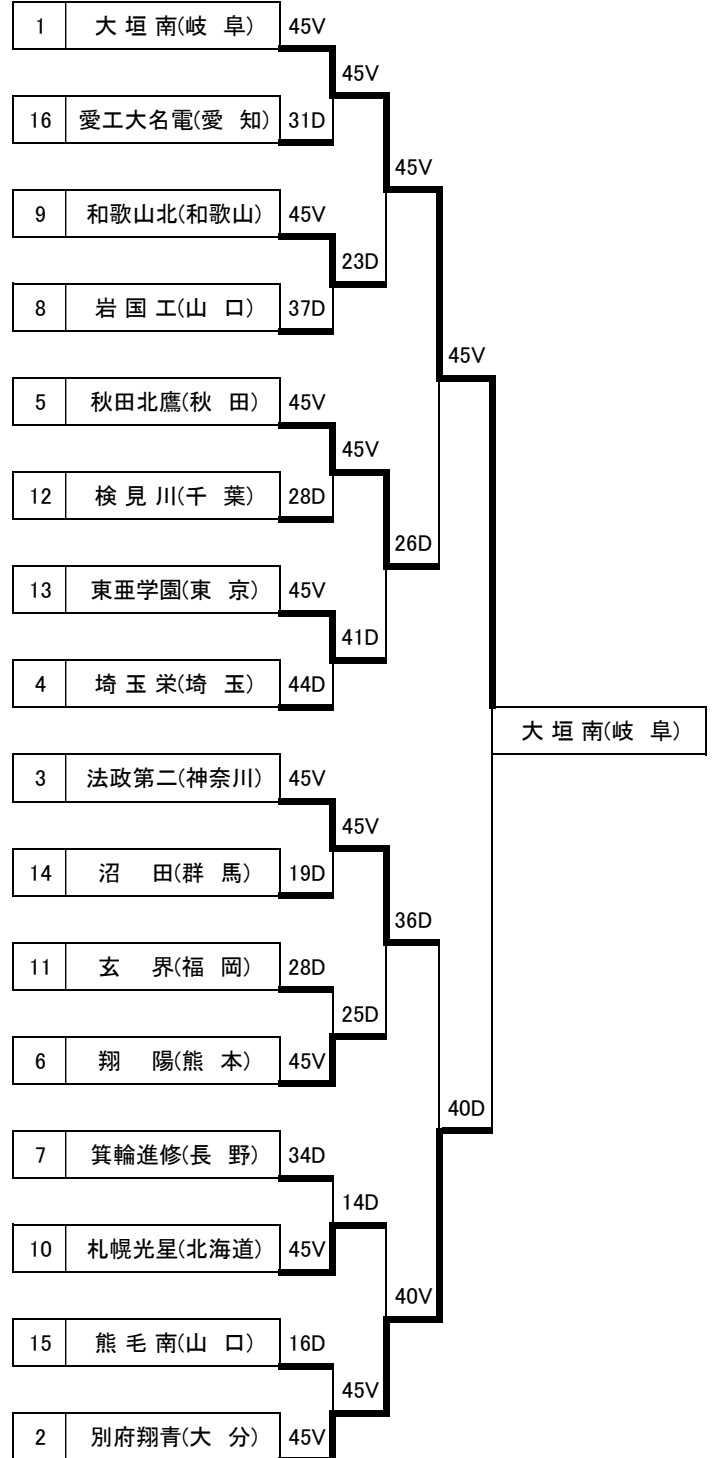 1 大 垣 南(岐 阜) 45V
45V
16 愛工大名電(愛 知) 31D
45V
9 和歌山北(和歌山) 45V
23D
8 岩 国 工(山 口) 37D
45V
5 秋田北鷹(秋 田) 45V
45V
12 検 見 川(千 葉) 28D
26D
13 東亜学園(東 京) 45V
41D
4 埼 玉 栄(埼 玉) 44D
大 垣 南(岐 阜)
3 法政第二(神奈川) 45V
45V
14 沼 田(群 馬) 19D
36D
11 玄 界(福 岡) 28D
25D
6 翔 陽(熊 本) 45V
40D
7 箕輪進修(長 野) 34D
14D
10 札幌光星(北海道) 45V
40V
15 熊 毛 南(山 口) 16D
45V
2 別府翔青(大 分) 45V